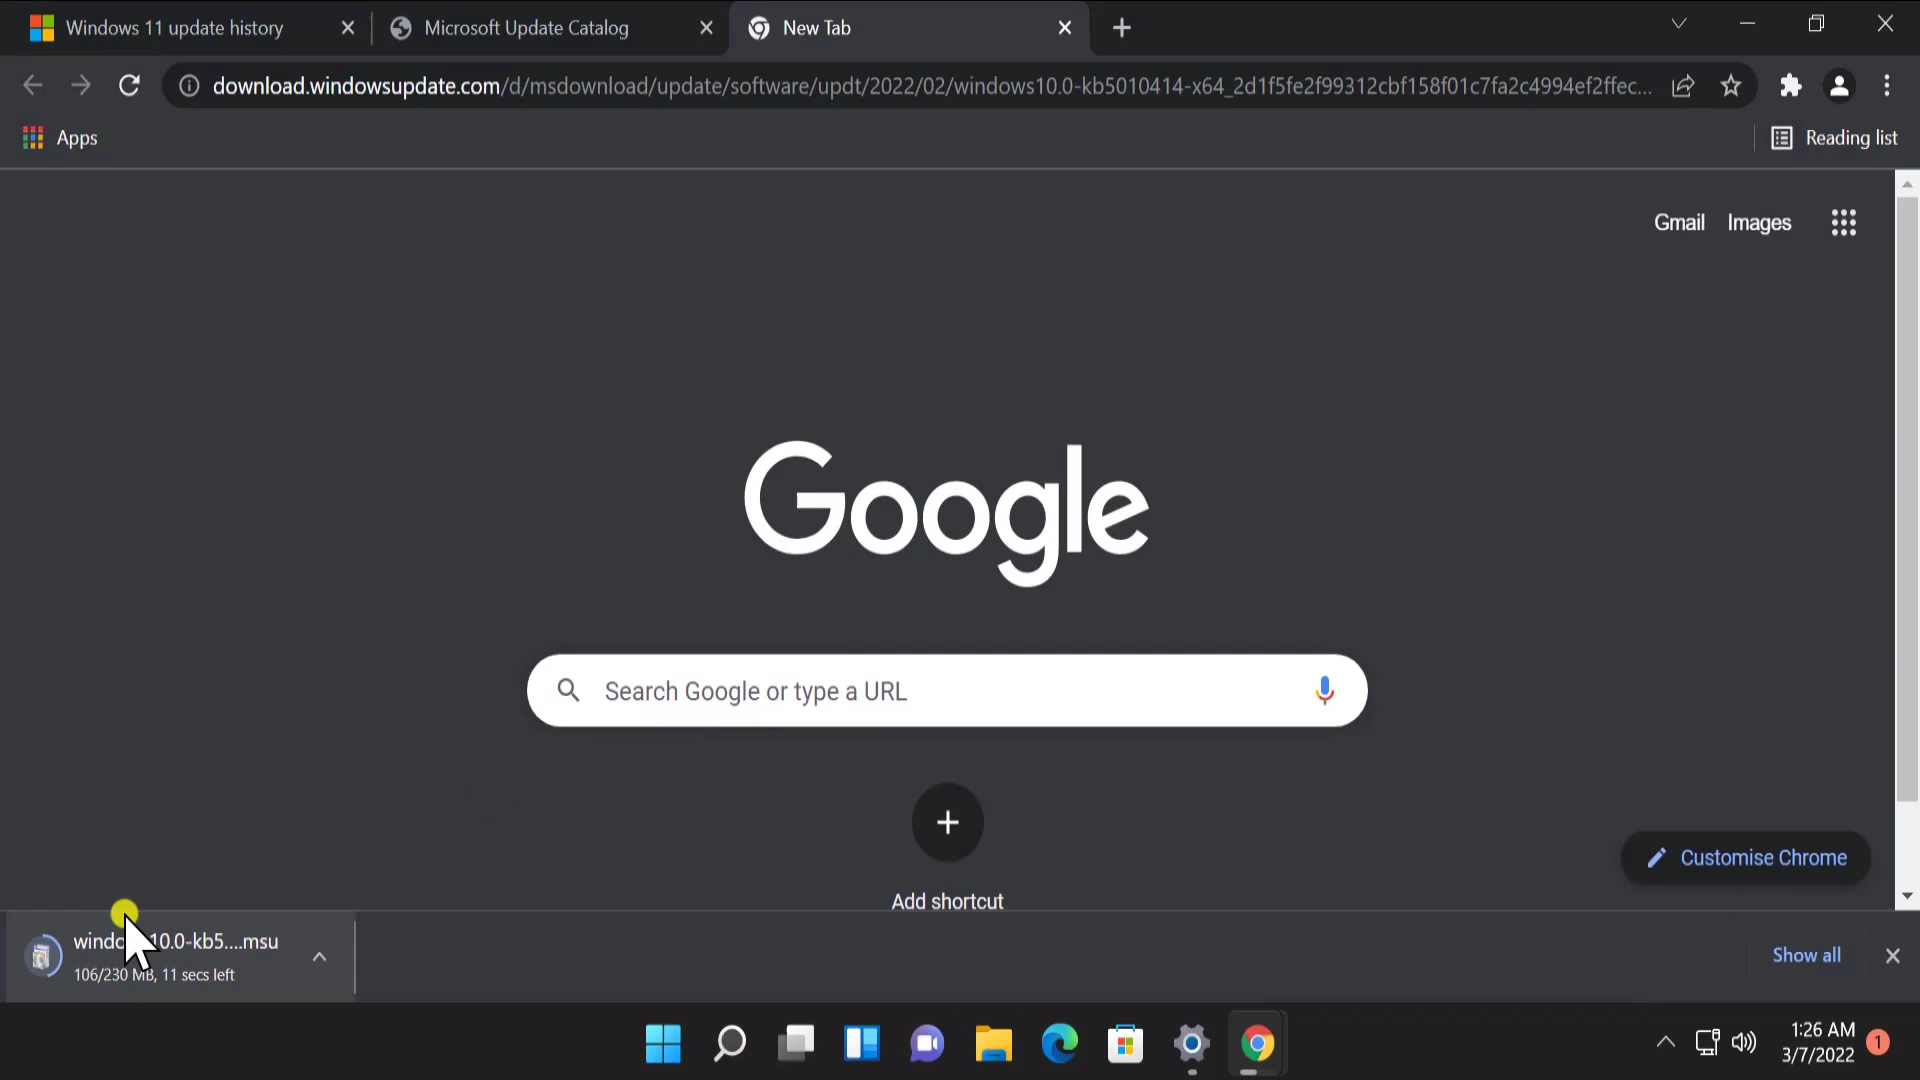 Windows 11 update history
Microsoft Update Catalog
New Tab
download.windowsupdate.com/d/msdownload/update/software/updt/2022/02/windows10.0-kb5010414-x64_2d1f5fe2f99312cbf158f01c7fa2c4994ef2ffec...
Apps
Reading list
Gmail Images
Google
Search Google or type a URL
Add shortcut
Customise Chrome
windo 10.0-kb5....msu
106/230 MB, 11 secs left
Show all
1:26 AM
3/7/2022
1